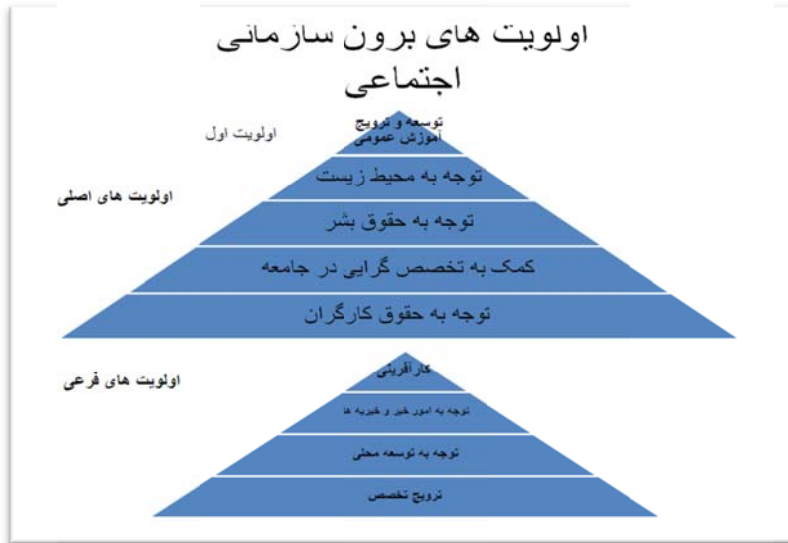 اولویت های برون سازمانی
اجتماعی
توسعه و ترویج
آموزش عمومی
اولویت اول
توجه به محیط زیست
اولویت های اصلی
توجه به حقوق بشر
کمک به تخصص گرایی در جامعه
توجه به حقوق کارگران
کارآفرینی
اولویت های فرعی
توجه به امور خیر و خیریه ها
توجه به توسعه محلی
ترویج تخصص